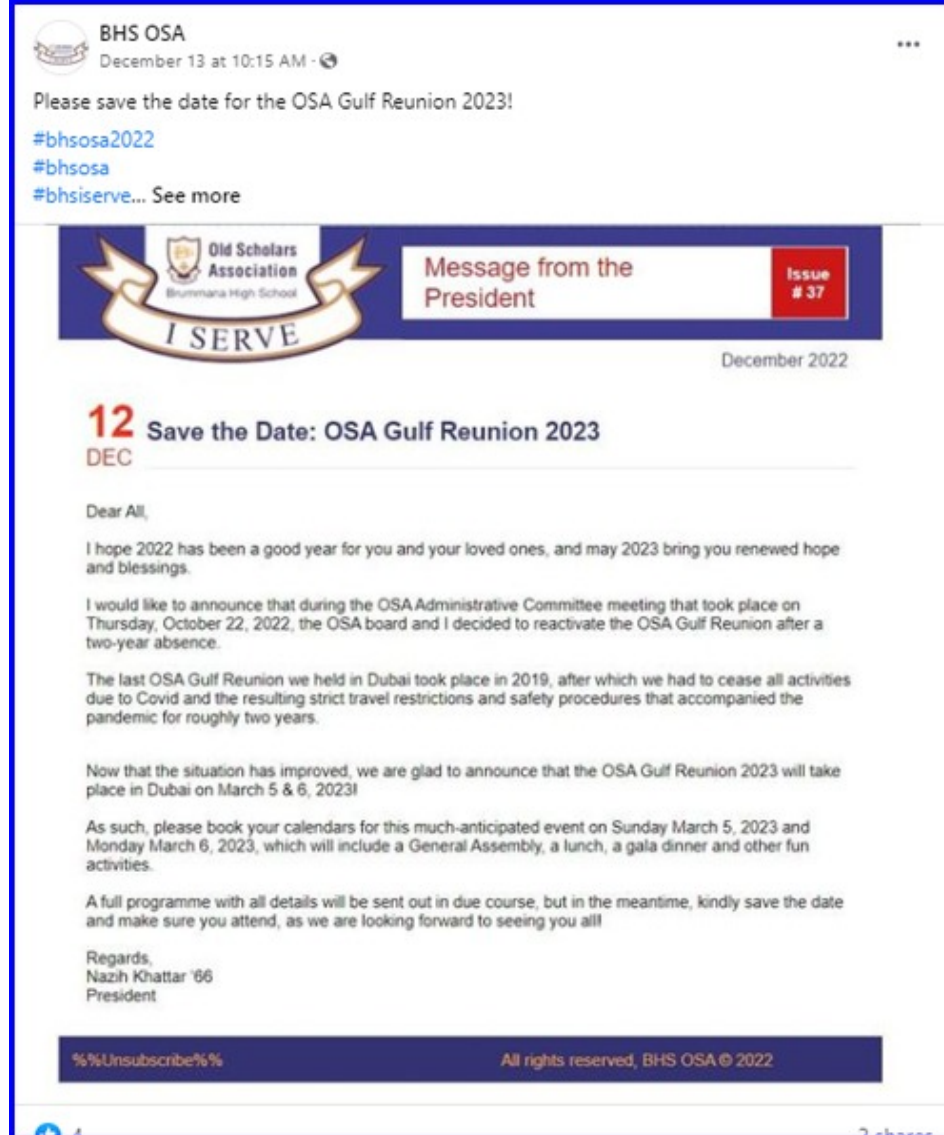 BHS OSA
December 13 at 10:15 AM ·
Please save the date for the OSA Gulf Reunion 2023!
#bhsosa2022
#bhsosa
#bhsiserve... See more
Old Scholars
Association
Brummana High School
I SERVE
Message from the
President
Issue
# 37
December 2022
12
DEC
Save the Date: OSA Gulf Reunion 2023
Dear All,
I hope 2022 has been a good year for you and your loved ones, and may 2023 bring you renewed hope
and blessings.
I would like to announce that during the OSA Administrative Committee meeting that took place on
Thursday, October 22, 2022, the OSA board and I decided to reactivate the OSA Gulf Reunion after a
two-year absence.
The last OSA Gulf Reunion we held in Dubai took place in 2019, after which we had to cease all activities
due to Covid and the resulting strict travel restrictions and safety procedures that accompanied the
pandemic for roughly two years.
Now that the situation has improved, we are glad to announce that the OSA Gulf Reunion 2023 will take
place in Dubai on March 5 & 6, 2023!
As such, please book your calendars for this much-anticipated event on Sunday March 5, 2023 and
Monday March 6, 2023, which will include a General Assembly, a lunch, a gala dinner and other fun
activities.
A full programme with all details will be sent out in due course, but in the meantime, kindly save the date
and make sure you attend, as we are looking forward to seeing you all!
Regards,
Nazih Khattar '66
President
%%Unsubscribe%%
All rights reserved, BHS OSA © 2022
shares